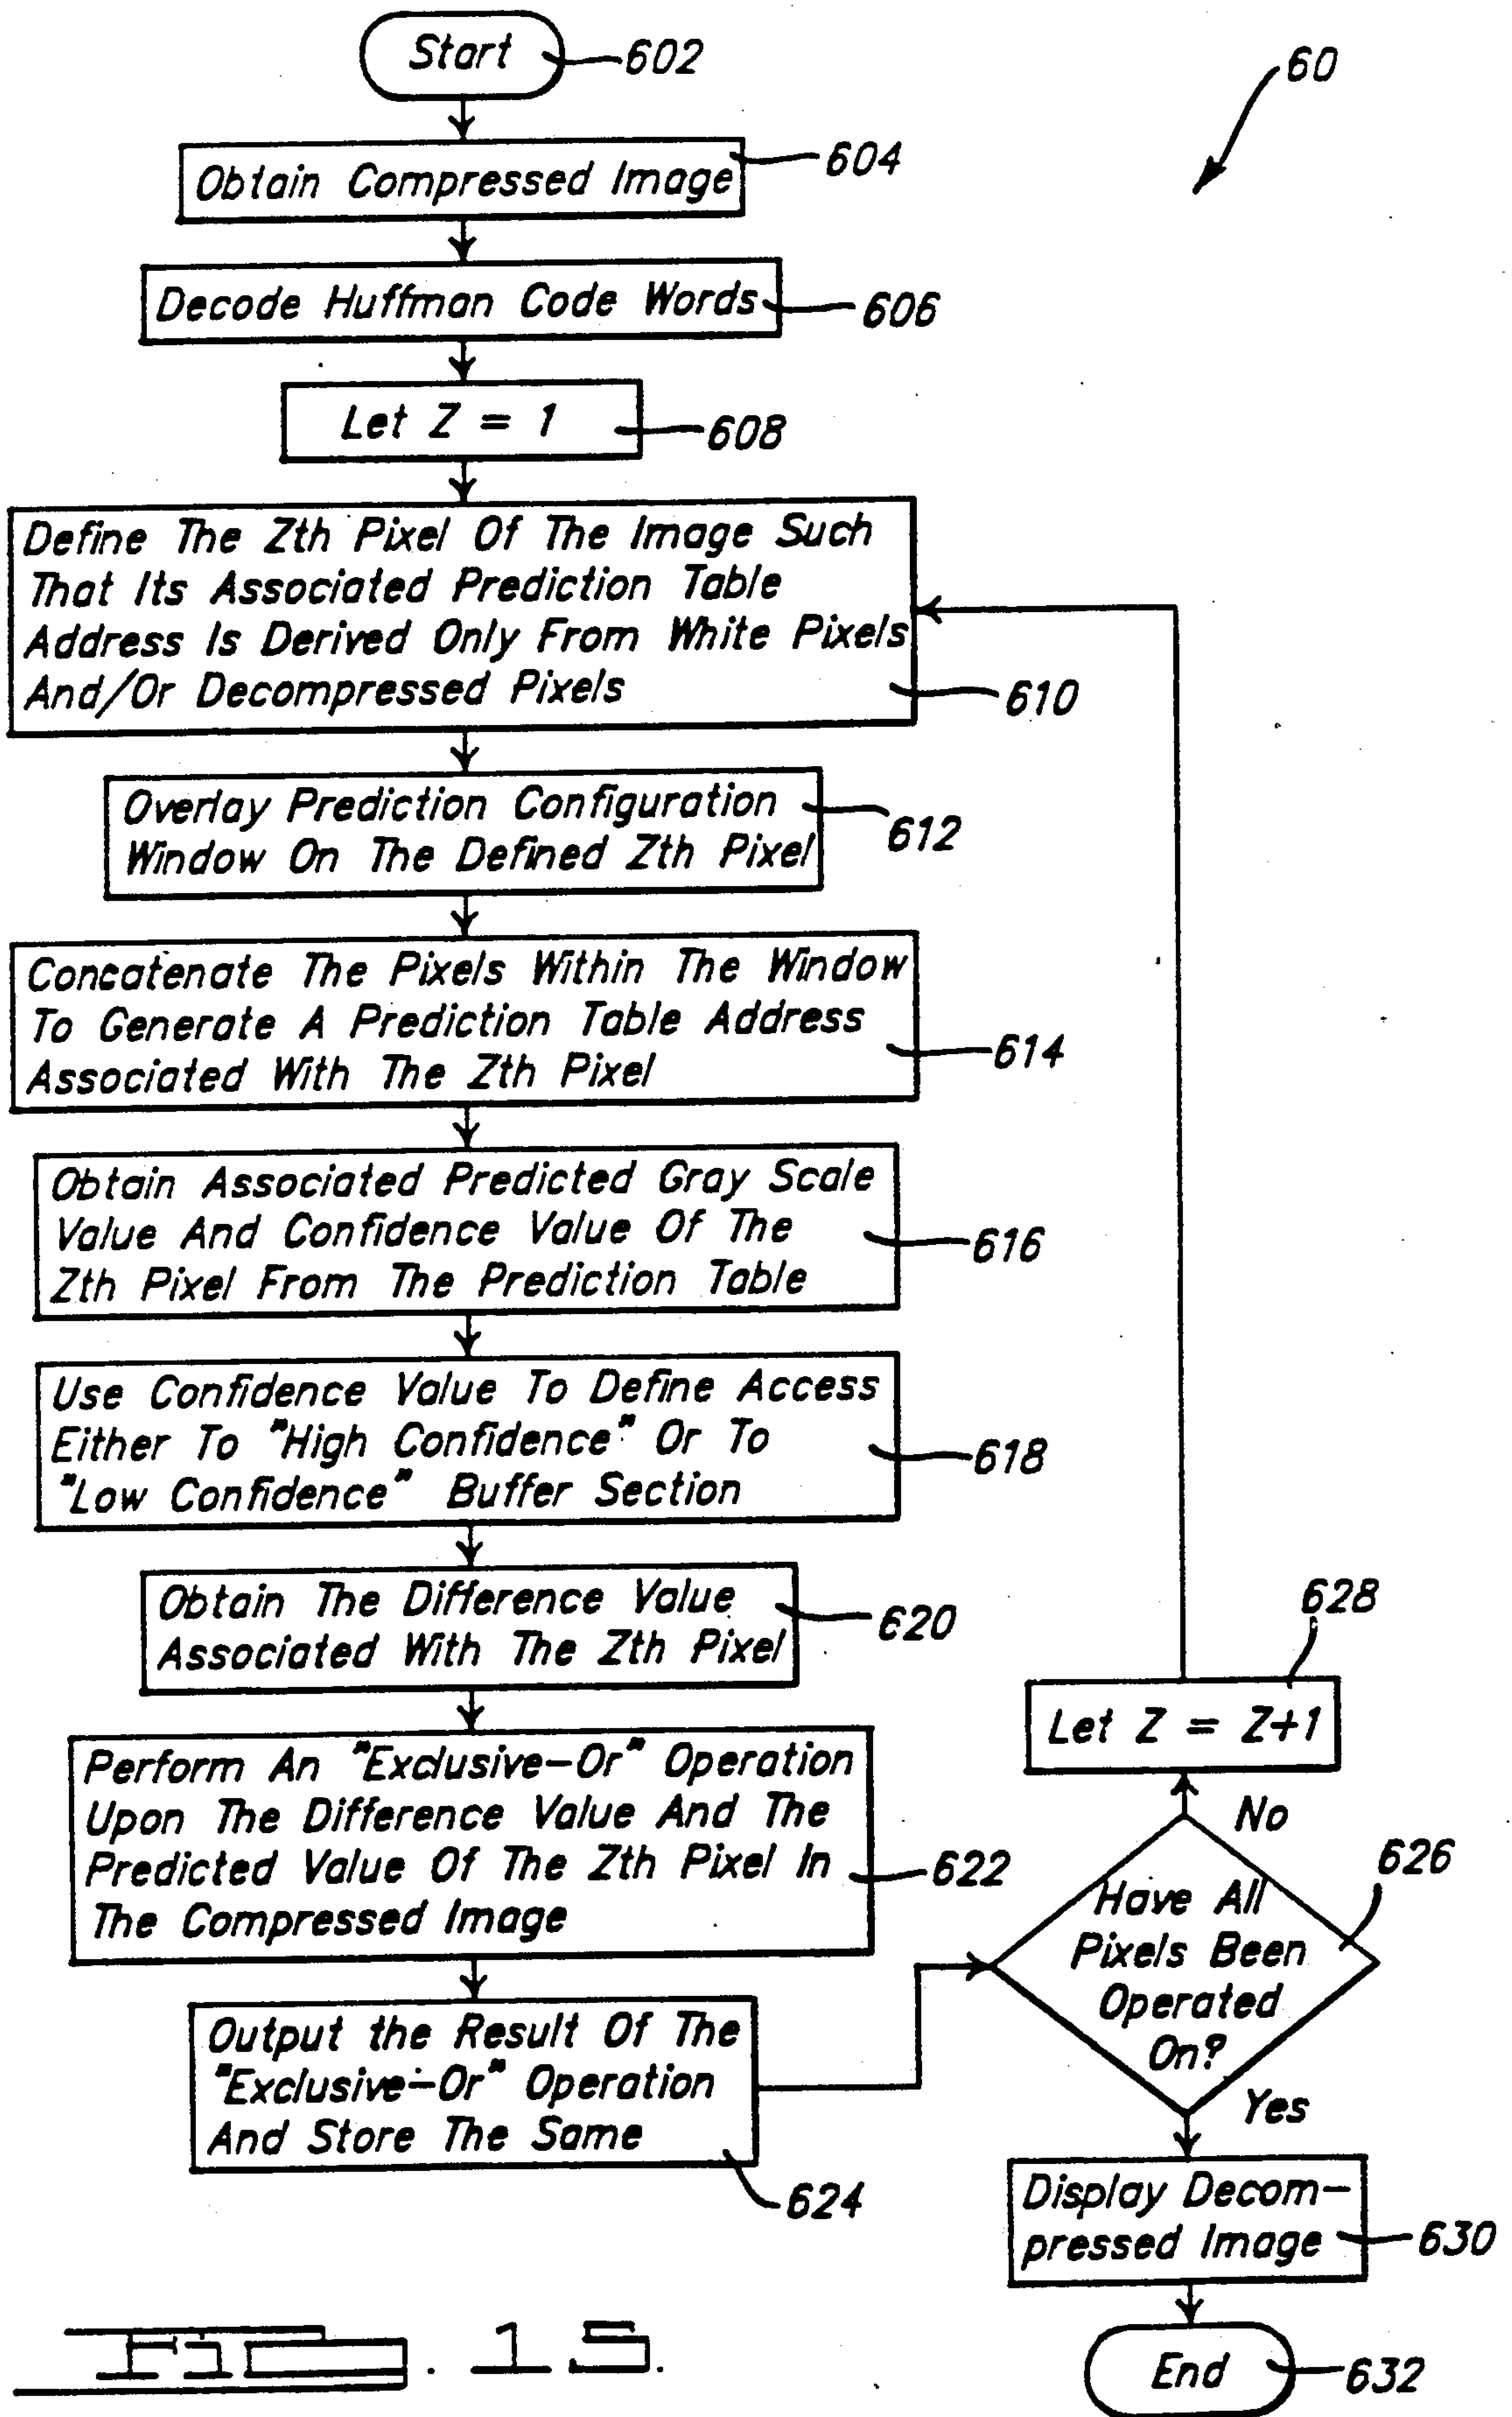 Start
602
60
Obtain Compressed Image
604
Decode Huffman Code Words
606
Let Z = 1
608
Define The Zth Pixel Of The Image Such
That Its Associated Prediction Table
Address Is Derived Only From White Pixels
And/Or Decompressed Pixels
610
Overlay Prediction Configuration
Window On The Defined Zth Pixel
612
Concatenate The Pixels Within The Window
To Generate A Prediction Table Address
Associated With The Zth Pixel
614
Obtain Associated Predicted Gray Scale
Value And Confidence Value Of The
Zth Pixel From The Prediction Table
616
Use Confidence Value To Define Access
Either To "High Confidence" Or To
"Low Confidence" Buffer Section
618
Obtain The Difference Value
Associated With The Zth Pixel
620
Perform An "Exclusive-Or" Operation
Upon The Difference Value And The
Predicted Value Of The Zth Pixel In
The Compressed Image
622
Output the Result Of The
"Exclusive-Or" Operation
And Store The Same
624
628
Let Z = Z+1
No
626
Have All
Pixels Been
Operated
On?
Yes
Display Decom-
pressed Image
630
End
632
FIG. 15.